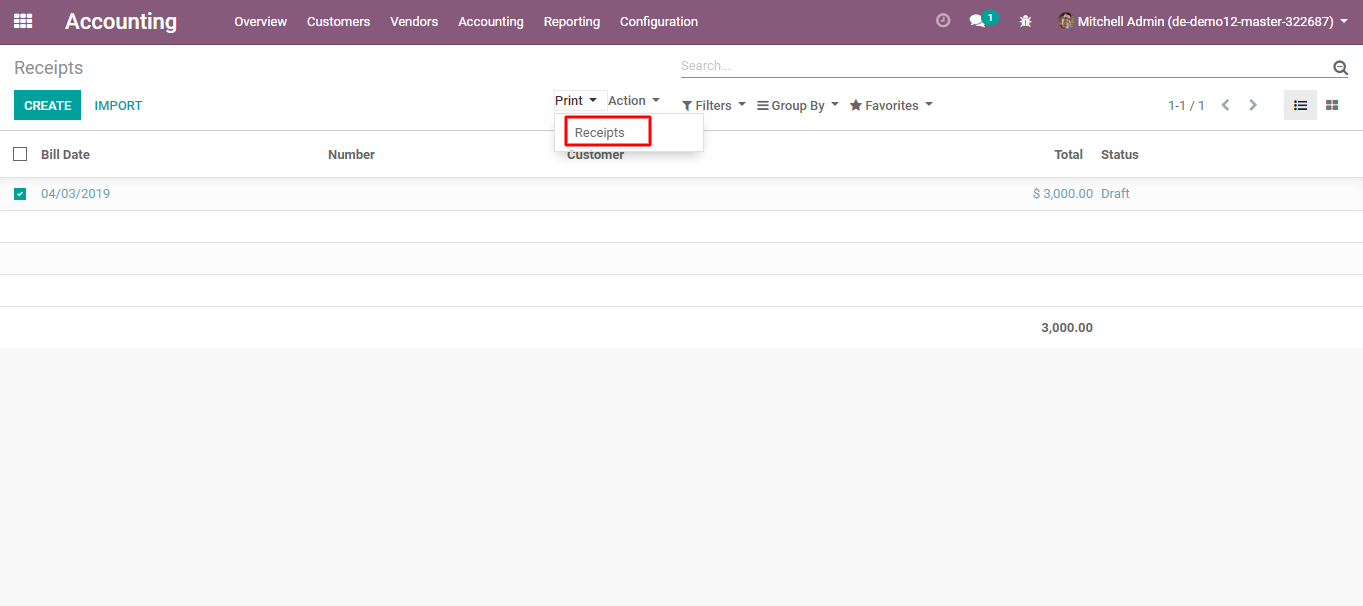 Accounting Overview Customers Vendors Accounting Reporting Configuration 1 Mitchell Admin (de-demo12-master-322687)
Receipts Search...
CREATE IMPORT Print Action Filters Group By Favorites 1-1 / 1
Receipts
Bill Date Number Customer Total Status
04/03/2019 $ 3,000.00 Draft
3,000.00